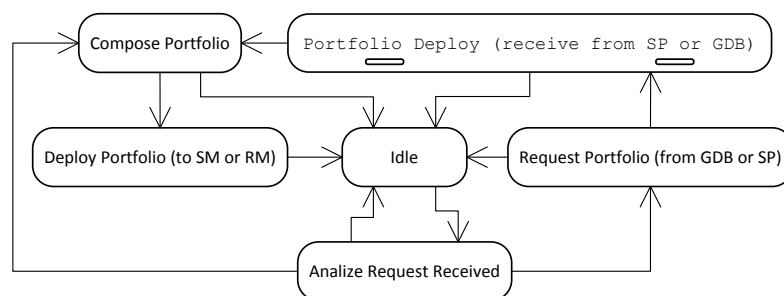 Compose Portfolio
Portfolio Deploy (receive from SP or GDB)
Deploy Portfolio (to SM or RM)
Idle
Request Portfolio (from GDB or SP)
Analize Request Received